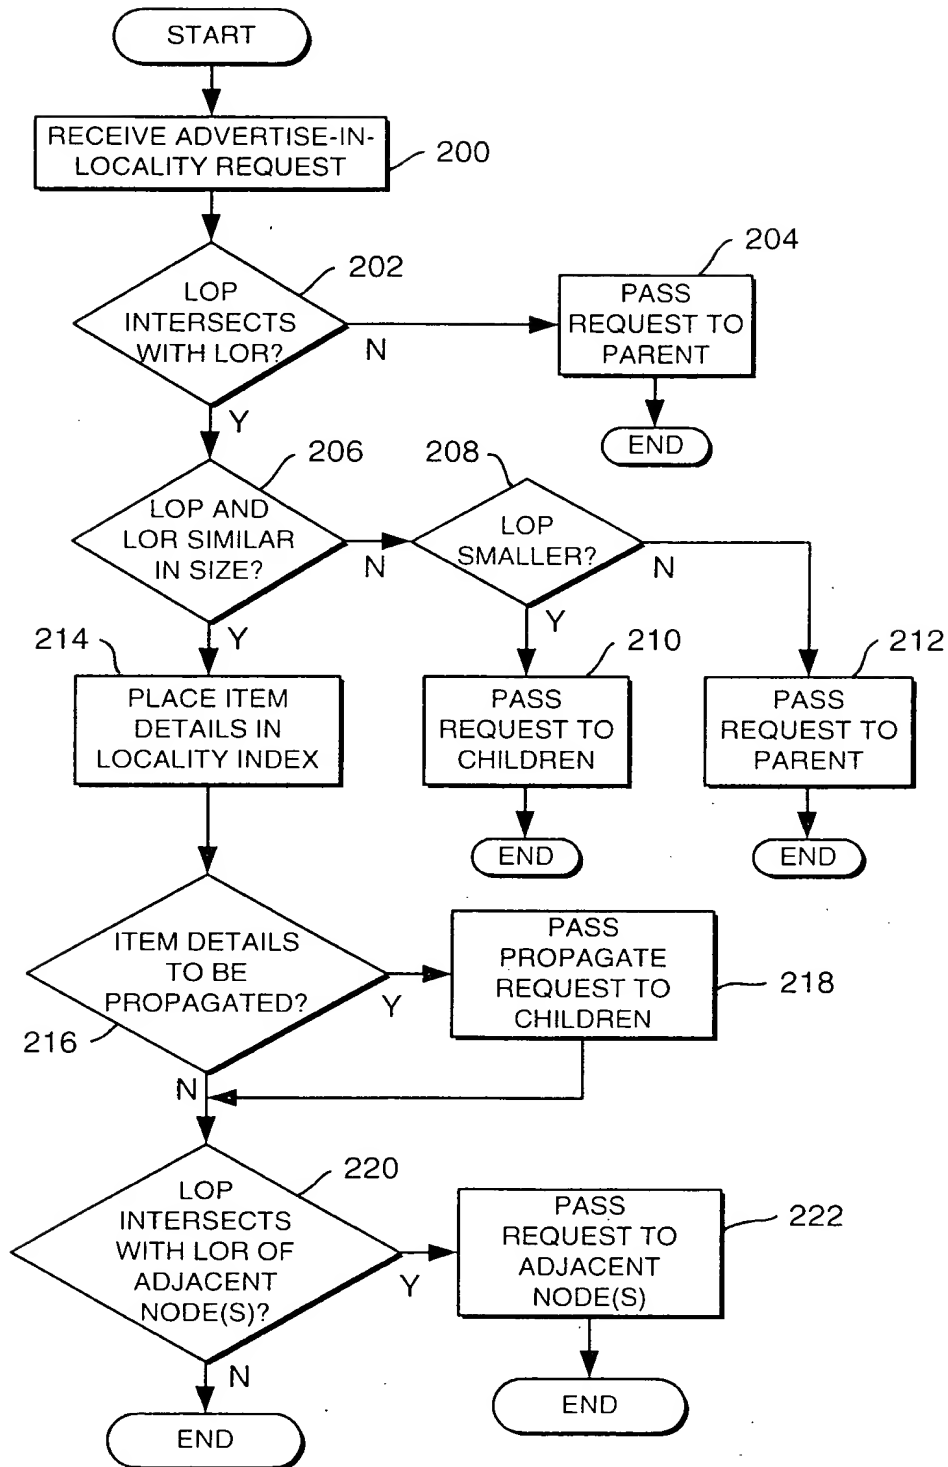 START
RECEIVE ADVERTISE-IN-
LOCALITY REQUEST
200
LOP
INTERSECTS
WITH LOR?
202
N
Y
PASS
REQUEST TO
PARENT
204
END
LOP AND
LOR SIMILAR
IN SIZE?
206
N
Y
LOP
SMALLER?
208
N
Y
PLACE ITEM
DETAILS IN
LOCALITY INDEX
214
PASS
REQUEST TO
CHILDREN
210
END
PASS
REQUEST TO
PARENT
212
END
ITEM DETAILS
TO BE
PROPAGATED?
216
Y
N
PASS
PROPAGATE
REQUEST TO
CHILDREN
218
LOP
INTERSECTS
WITH LOR OF
ADJACENT
NODE(S)?
220
Y
N
PASS
REQUEST TO
ADJACENT
NODE(S)
222
END
END